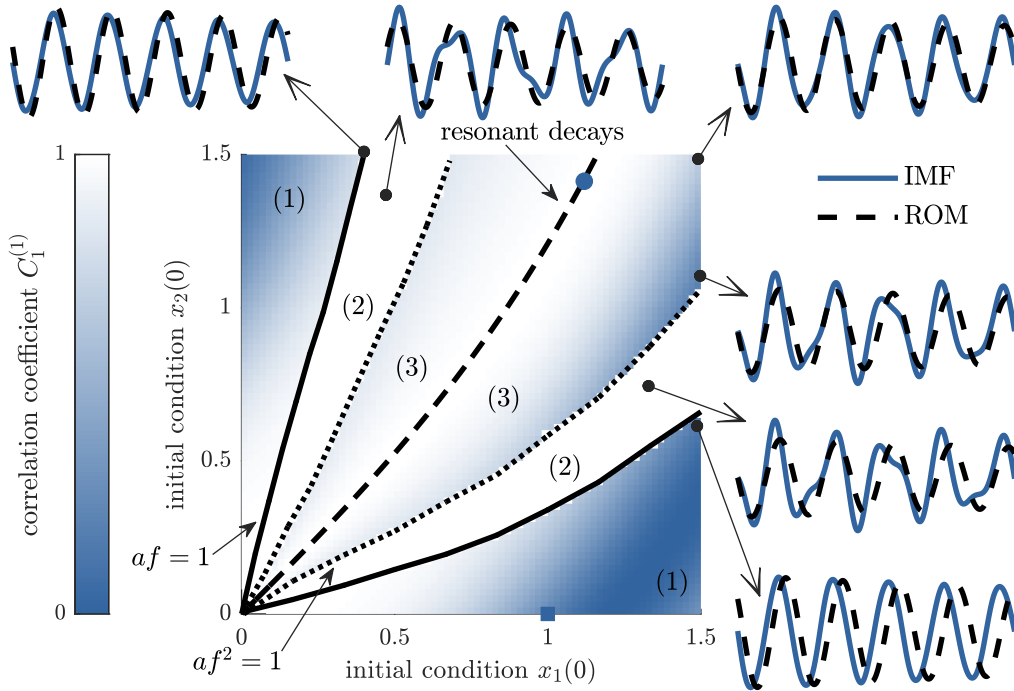 resonant decays
1
correlation coefficient $C_1^{(1)}$
0
1.5
1
0.5
0
initial condition $x_2(0)$
(1)
(2)
(3)
(3)
(2)
(1)
$af = 1$
$af^2 = 1$
0
0.5
1
1.5
initial condition $x_1(0)$
IMF
ROM